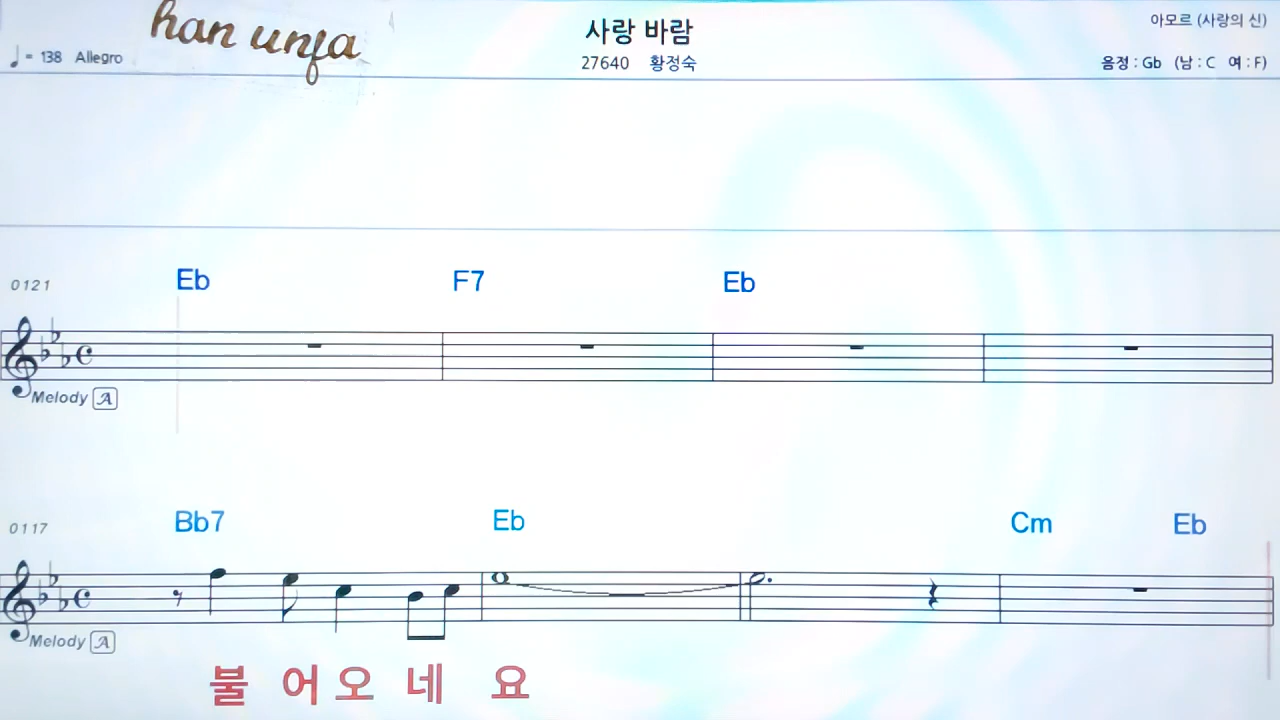 han unja
사랑 바람
아모르 (사랑의 신)
♩ = 138 Allegro
27640 황정숙
음정 : Gb (남 : C 여 : F)
0121
Eb F7 Eb
Melody A
0117
Bb7 Eb Cm Eb
Melody A
불 어 오 네 요